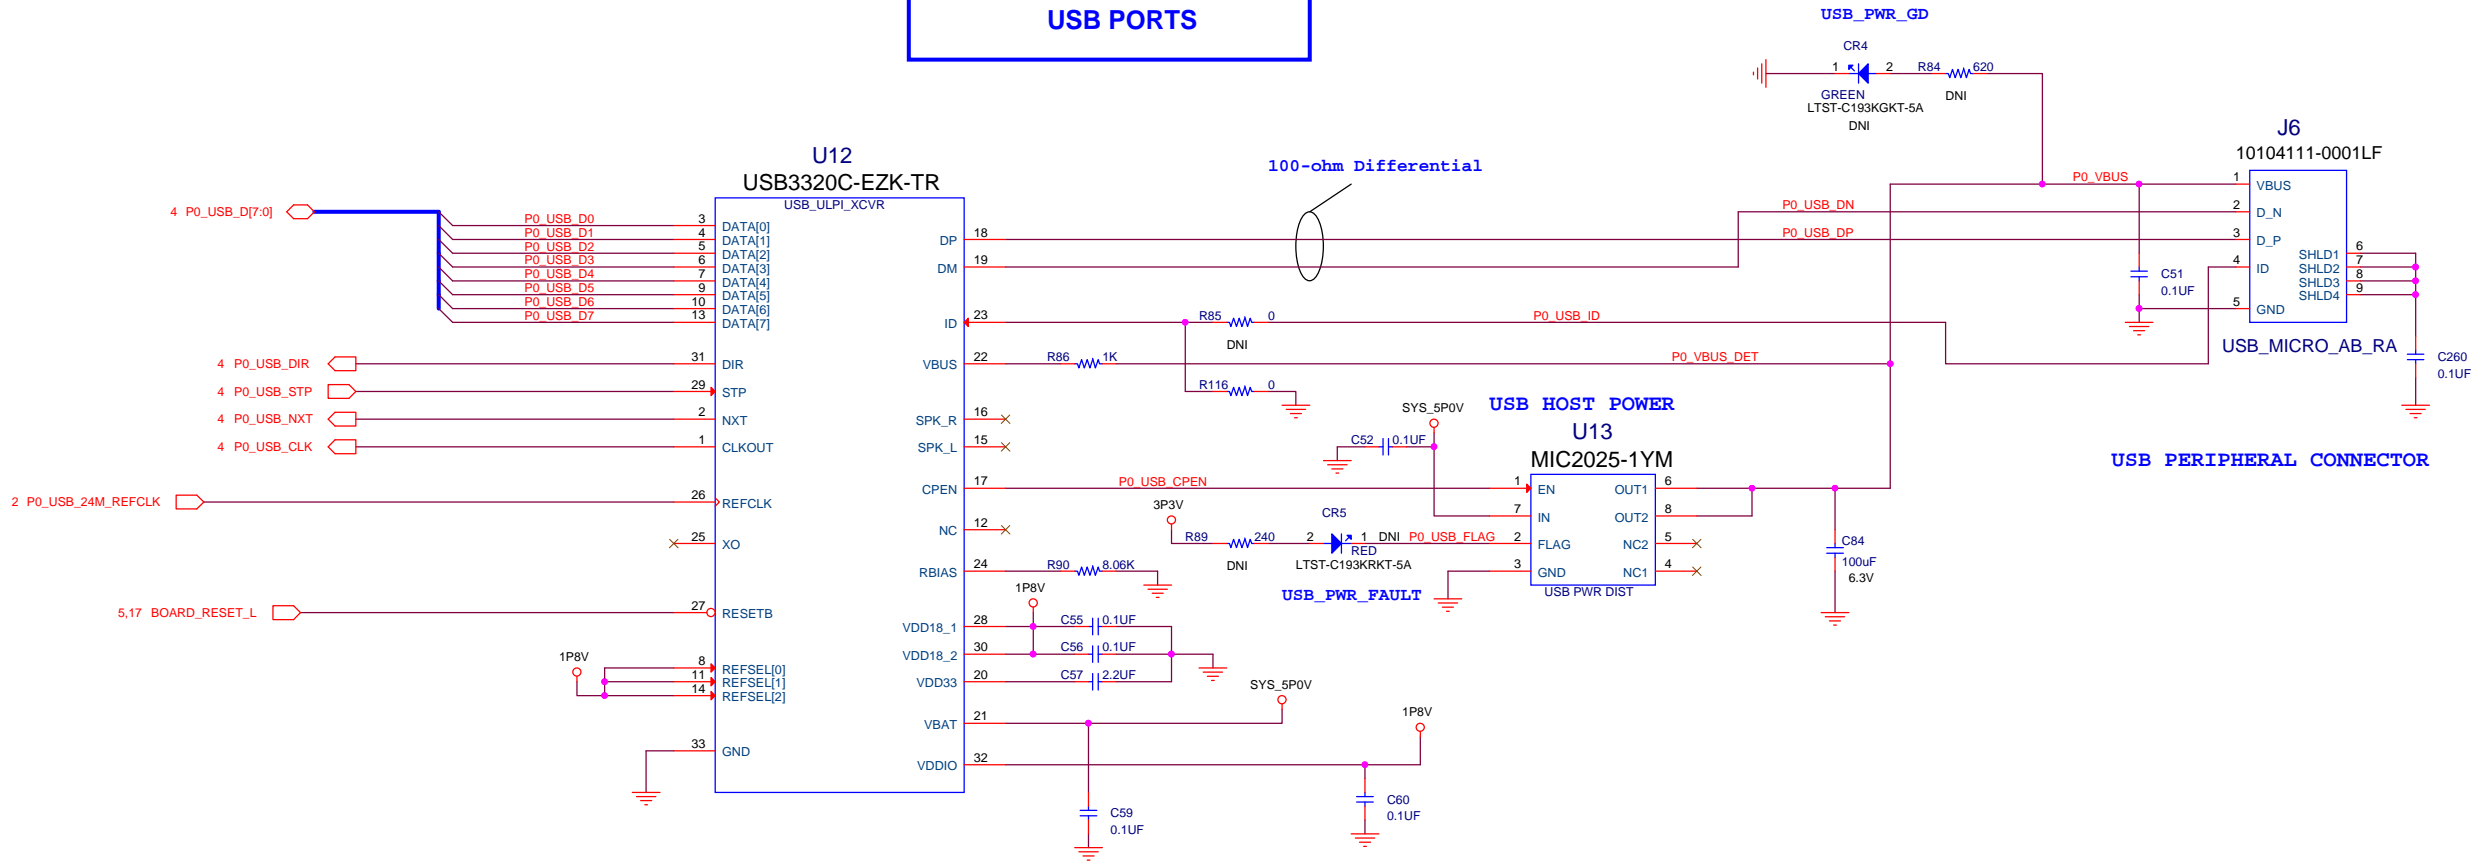 USB PORTS
USB_PWR_GD
CR4
1 2 R84 620
GREEN DNI
LTST-C193KGKT-5A
DNI
J6
10104111-0001LF
P0_VBUS 1 VBUS
P0_USB_DN 2 D_N
P0_USB_DP 3 D_P
4 ID
5 GND
SHLD1 6
SHLD2 7
SHLD3 8
SHLD4 9
C51
0.1UF
USB_MICRO_AB_RA
C260
0.1UF
USB PERIPHERAL CONNECTOR
100-ohm Differential
U12
USB3320C-EZK-TR
USB_ULPI_XCVR
4 P0_USB_D[7:0]
P0_USB_D0 3 DATA[0]
P0_USB_D1 4 DATA[1]
P0_USB_D2 5 DATA[2]
P0_USB_D3 6 DATA[3]
P0_USB_D4 7 DATA[4]
P0_USB_D5 9 DATA[5]
P0_USB_D6 10 DATA[6]
P0_USB_D7 13 DATA[7]
4 P0_USB_DIR 31 DIR
4 P0_USB_STP 29 STP
4 P0_USB_NXT 2 NXT
4 P0_USB_CLK 1 CLKOUT
2 P0_USB_24M_REFCLK 26 REFCLK
25 XO
5,17 BOARD_RESET_L 27 RESETB
1P8V
8 REFSEL[0]
11 REFSEL[1]
14 REFSEL[2]
33 GND
DP 18
DM 19
ID 23 R85 0 P0_USB_ID
DNI
VBUS 22 R86 1K P0_VBUS_DET
R116 0
SPK_R 16
SPK_L 15
CPEN 17 P0_USB_CPEN
NC 12
RBIAS 24 R90 8.06K
1P8V
VDD18_1 28 C55 0.1UF
VDD18_2 30 C56 0.1UF
VDD33 20 C57 2.2UF
VBAT 21
SYS_5P0V
VDDIO 32
1P8V
C59
0.1UF
C60
0.1UF
USB HOST POWER
SYS_5P0V
C52 0.1UF
U13
MIC2025-1YM
1 EN OUT1 6
7 IN OUT2 8
2 FLAG NC2 5
3 GND NC1 4
USB PWR DIST
3P3V
CR5
R89 240 2 1 DNI P0_USB_FLAG
DNI RED
LTST-C193KRKT-5A
USB_PWR_FAULT
C84
100uF
6.3V